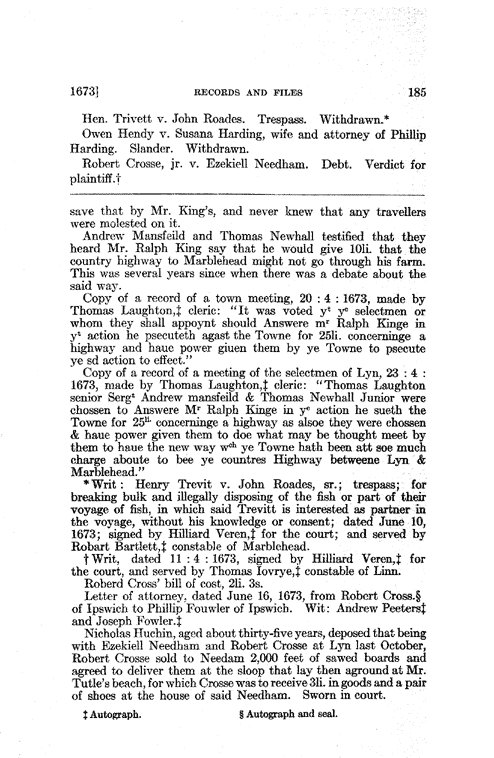 1673] RECORDS AND FILES 185
Hen. Trivett v. John Roades. Trespass. Withdrawn.*
Owen Hendy v. Susana Harding, wife and attorney of Phillip
Harding. Slander. Withdrawn.
Robert Crosse, jr. v. Ezekiell Needham. Debt. Verdict for
plaintiff.†
save that by Mr. King's, and never knew that any travellers
were molested on it.
Andrew Mansfeild and Thomas Newhall testified that they
heard Mr. Ralph King say that he would give 10li. that the
country highway to Marblehead might not go through his farm.
This was several years since when there was a debate about the
said way.
Copy of a record of a town meeting, 20 : 4 : 1673, made by
Thomas Laughton,‡ cleric: "It was voted yᵗ yᵉ selectmen or
whom they shall appoynt should Answere mʳ Ralph Kinge in
yᵗ action he psecuteth agast the Towne for 25li. concerninge a
highway and haue power giuen them by ye Towne to psecute
ye sd action to effect."
Copy of a record of a meeting of the selectmen of Lyn, 23 : 4 :
1673, made by Thomas Laughton,‡ cleric: "Thomas Laughton
senior Sergᵗ Andrew mansfeild & Thomas Newhall Junior were
chossen to Answere Mʳ Ralph Kinge in yᵉ action he sueth the
Towne for 25ˡⁱ· concerninge a highway as alsoe they were chossen
& haue power given them to doe what may be thought meet by
them to haue the new way wᶜʰ ye Towne hath been att soe much
charge aboute to bee ye countres Highway betweene Lyn &
Marblehead."
*Writ : Henry Trevit v. John Roades, sr.; trespass; for
breaking bulk and illegally disposing of the fish or part of their
voyage of fish, in which said Trevitt is interested as partner in
the voyage, without his knowledge or consent; dated June 10,
1673; signed by Hilliard Veren,‡ for the court; and served by
Robart Bartlett,‡ constable of Marblehead.
†Writ, dated 11 : 4 : 1673, signed by Hilliard Veren,‡ for
the court, and served by Thomas Iovrye,‡ constable of Linn.
Roberd Cross' bill of cost, 2li. 3s.
Letter of attorney, dated June 16, 1673, from Robert Cross.§
of Ipswich to Phillip Fouwler of Ipswich. Wit: Andrew Peeters‡
and Joseph Fowler.‡
Nicholas Huchin, aged about thirty-five years, deposed that being
with Ezekiell Needham and Robert Crosse at Lyn last October,
Robert Crosse sold to Needam 2,000 feet of sawed boards and
agreed to deliver them at the sloop that lay then aground at Mr.
Tutle's beach, for which Crosse was to receive 3li. in goods and a pair
of shoes at the house of said Needham. Sworn in court.
‡ Autograph. § Autograph and seal.